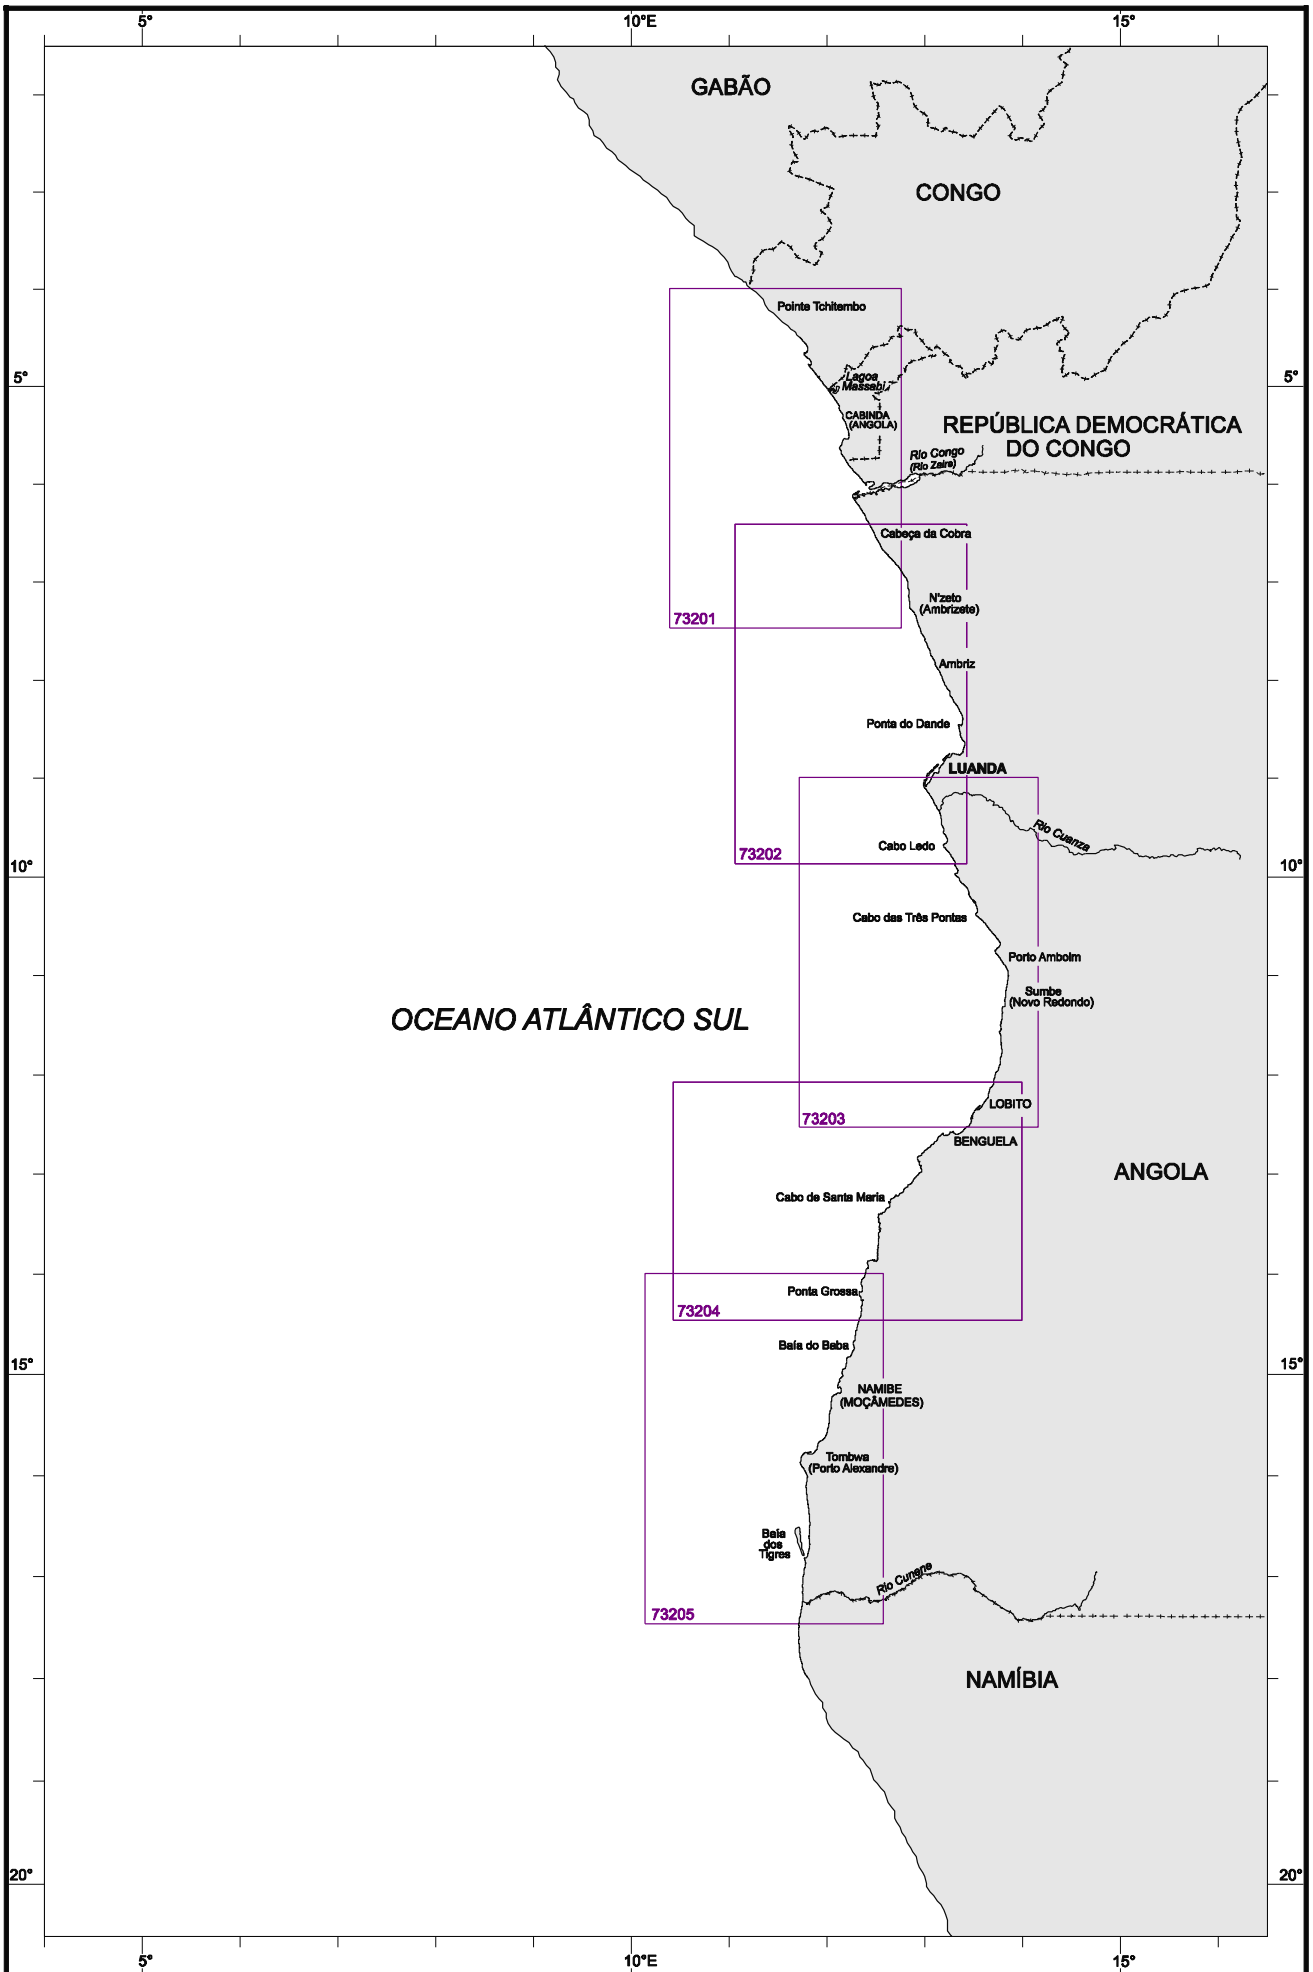 5°
10°E
15°
GABÃO
CONGO
Pointe Tchitembo
5°
5°
Lagoa
Massabi
CABINDA
(ANGOLA)
REPÚBLICA DEMOCRÁTICA
DO CONGO
Rio Congo
(Rio Zaire)
Cabeça da Cobra
N'zeto
(Ambrizete)
73201
Ambriz
Ponta do Dande
LUANDA
Rio Cuanza
Cabo Ledo
73202
10°
10°
Cabo das Três Pontas
Porto Amboim
Sumbe
(Novo Redondo)
OCEANO ATLÂNTICO SUL
LOBITO
73203
BENGUELA
ANGOLA
Cabo de Santa Maria
Ponta Grossa
73204
Baía do Baba
15°
15°
NAMIBE
(MOÇÂMEDES)
Tombwa
(Porto Alexandre)
Baía
dos
Tigres
Rio Cunene
73205
NAMÍBIA
20°
20°
5°
10°E
15°